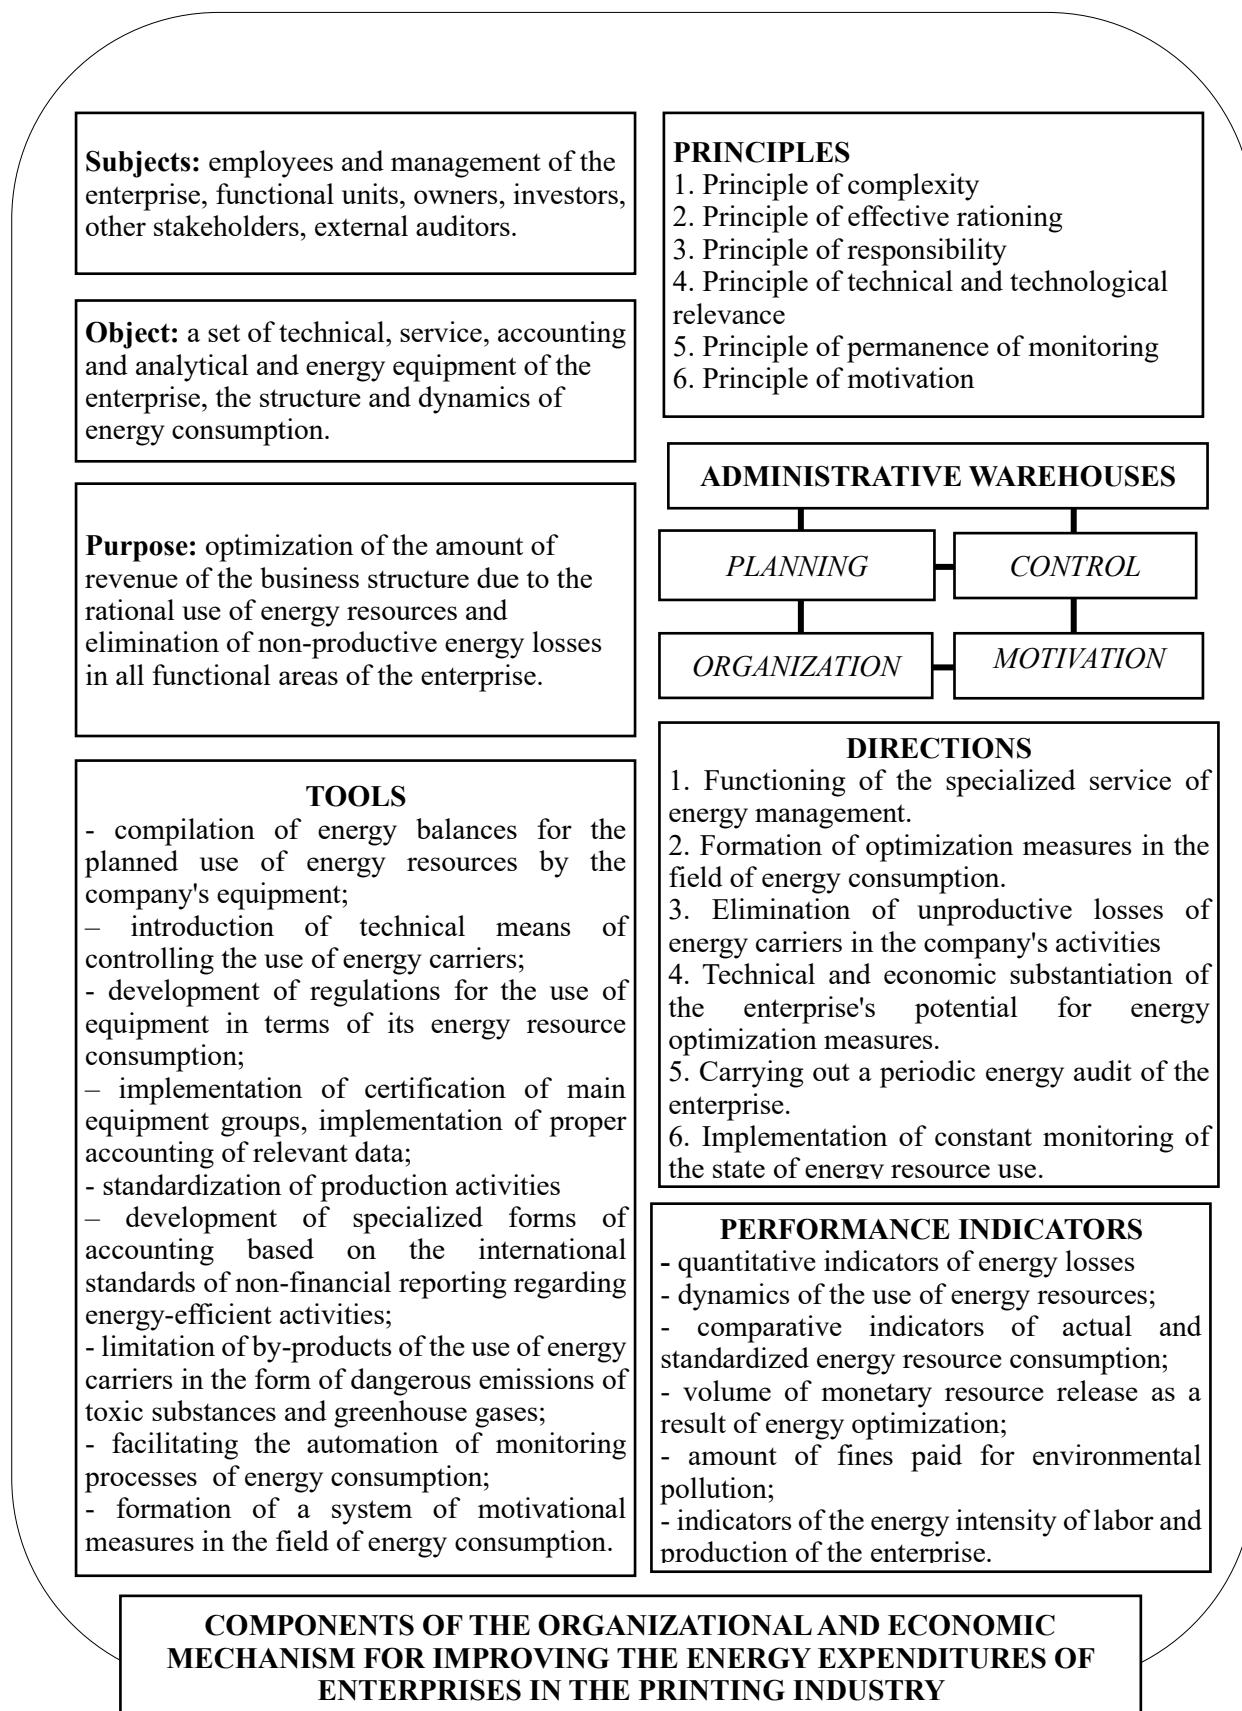 Subjects: employees and management of the
enterprise, functional units, owners, investors,
other stakeholders, external auditors.
Object: a set of technical, service, accounting
and analytical and energy equipment of the
enterprise, the structure and dynamics of
energy consumption.
Purpose: optimization of the amount of
revenue of the business structure due to the
rational use of energy resources and
elimination of non-productive energy losses
in all functional areas of the enterprise.
TOOLS
- compilation of energy balances for the
planned use of energy resources by the
company's equipment;
– introduction of technical means of
controlling the use of energy carriers;
- development of regulations for the use of
equipment in terms of its energy resource
consumption;
– implementation of certification of main
equipment groups, implementation of proper
accounting of relevant data;
- standardization of production activities
– development of specialized forms of
accounting based on the international
standards of non-financial reporting regarding
energy-efficient activities;
- limitation of by-products of the use of energy
carriers in the form of dangerous emissions of
toxic substances and greenhouse gases;
- facilitating the automation of monitoring
processes of energy consumption;
- formation of a system of motivational
measures in the field of energy consumption.
PRINCIPLES
1. Principle of complexity
2. Principle of effective rationing
3. Principle of responsibility
4. Principle of technical and technological
relevance
5. Principle of permanence of monitoring
6. Principle of motivation
ADMINISTRATIVE WAREHOUSES
PLANNING
CONTROL
ORGANIZATION
MOTIVATION
DIRECTIONS
1. Functioning of the specialized service of
energy management.
2. Formation of optimization measures in the
field of energy consumption.
3. Elimination of unproductive losses of
energy carriers in the company's activities
4. Technical and economic substantiation of
the enterprise's potential for energy
optimization measures.
5. Carrying out a periodic energy audit of the
enterprise.
6. Implementation of constant monitoring of
the state of energy resource use.
PERFORMANCE INDICATORS
- quantitative indicators of energy losses
- dynamics of the use of energy resources;
- comparative indicators of actual and
standardized energy resource consumption;
- volume of monetary resource release as a
result of energy optimization;
- amount of fines paid for environmental
pollution;
- indicators of the energy intensity of labor and
production of the enterprise.
COMPONENTS OF THE ORGANIZATIONAL AND ECONOMIC
MECHANISM FOR IMPROVING THE ENERGY EXPENDITURES OF
ENTERPRISES IN THE PRINTING INDUSTRY